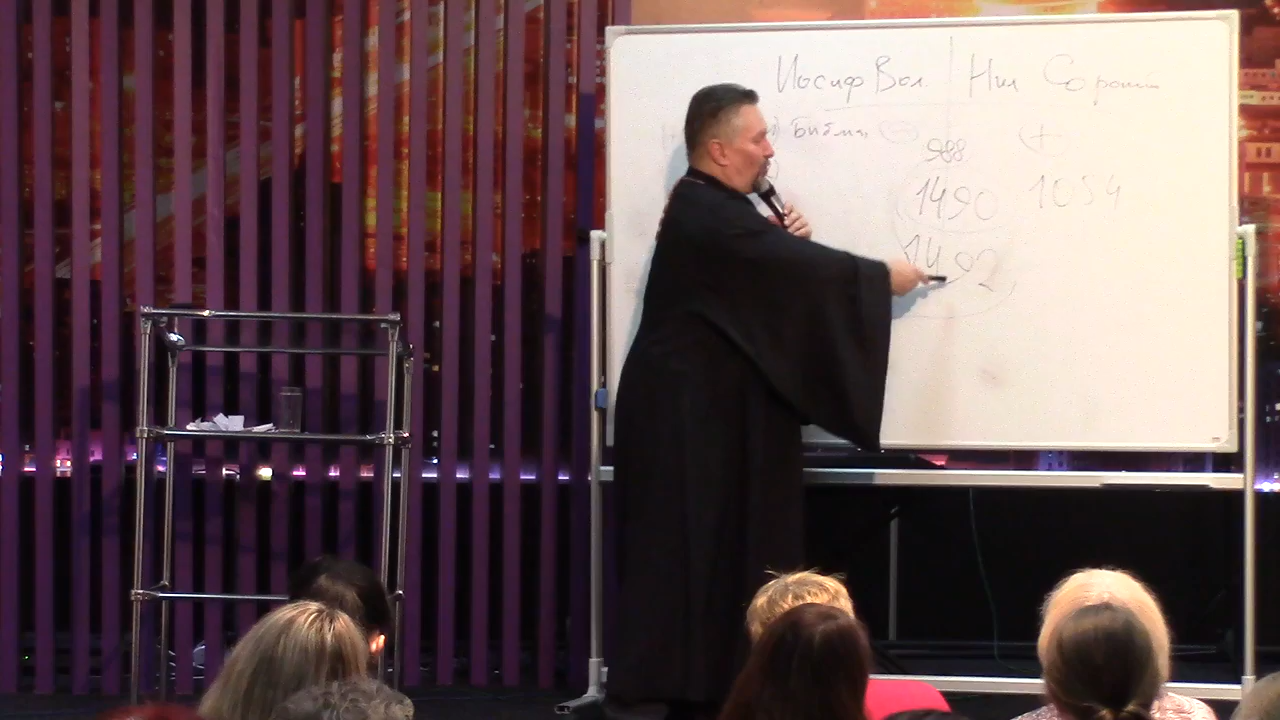 Иосиф Вол. Нил Сорский
Библия
988
1490 1054
1492